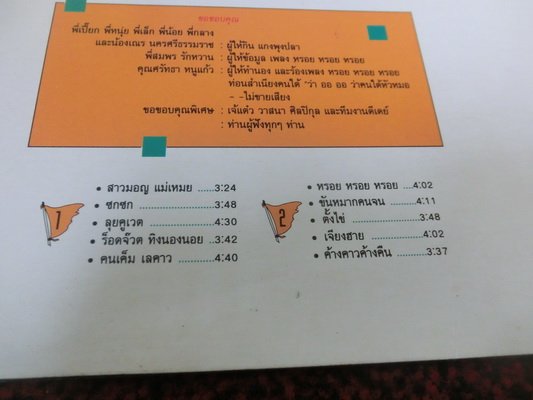 ขอขอบคุณ
พี่เปี๊ยก พี่หนุ่ย พี่เล็ก พี่น้อย พี่กลาง
และน้องเณร นครศรีธรรมราช : ผู้ให้กิน แกงพุงปลา
พี่สมพร รักหวาน : ผู้ให้ข้อมูล เพลง หรอย หรอย หรอย
คุณศรัทธา หนูแก้ว : ผู้ให้ทำนอง และร้องเพลง หรอย หรอย หรอย
ท่อนสำเนียงคนใต้ "ว่า ออ ออ ว่าคนใต้หัวหมอ
- -ไม่ขายเสียง
ขอขอบคุณพิเศษ : เจ๊แต๋ว วาสนา ศิลปิกุล และทีมงานดีเดย์
: ท่านผู้ฟังทุกๆ ท่าน
1
• สาวมอญ แม่เหมย ......3:24
• ซกซก ......3:48
• ลุยคูเวต ......4:30
• ร็อดจ๊วด ทิงนองนอย ..3:42
• คนเค็ม เลคาว ......4:40
2
• หรอย หรอย หรอย ....4:02
• ขันหมากคนจน ......4:11
• ตั้งไข่ ......3:48
• เจียงฮาย ......4:02
• ค้างคาวค้างคืน ......3:37